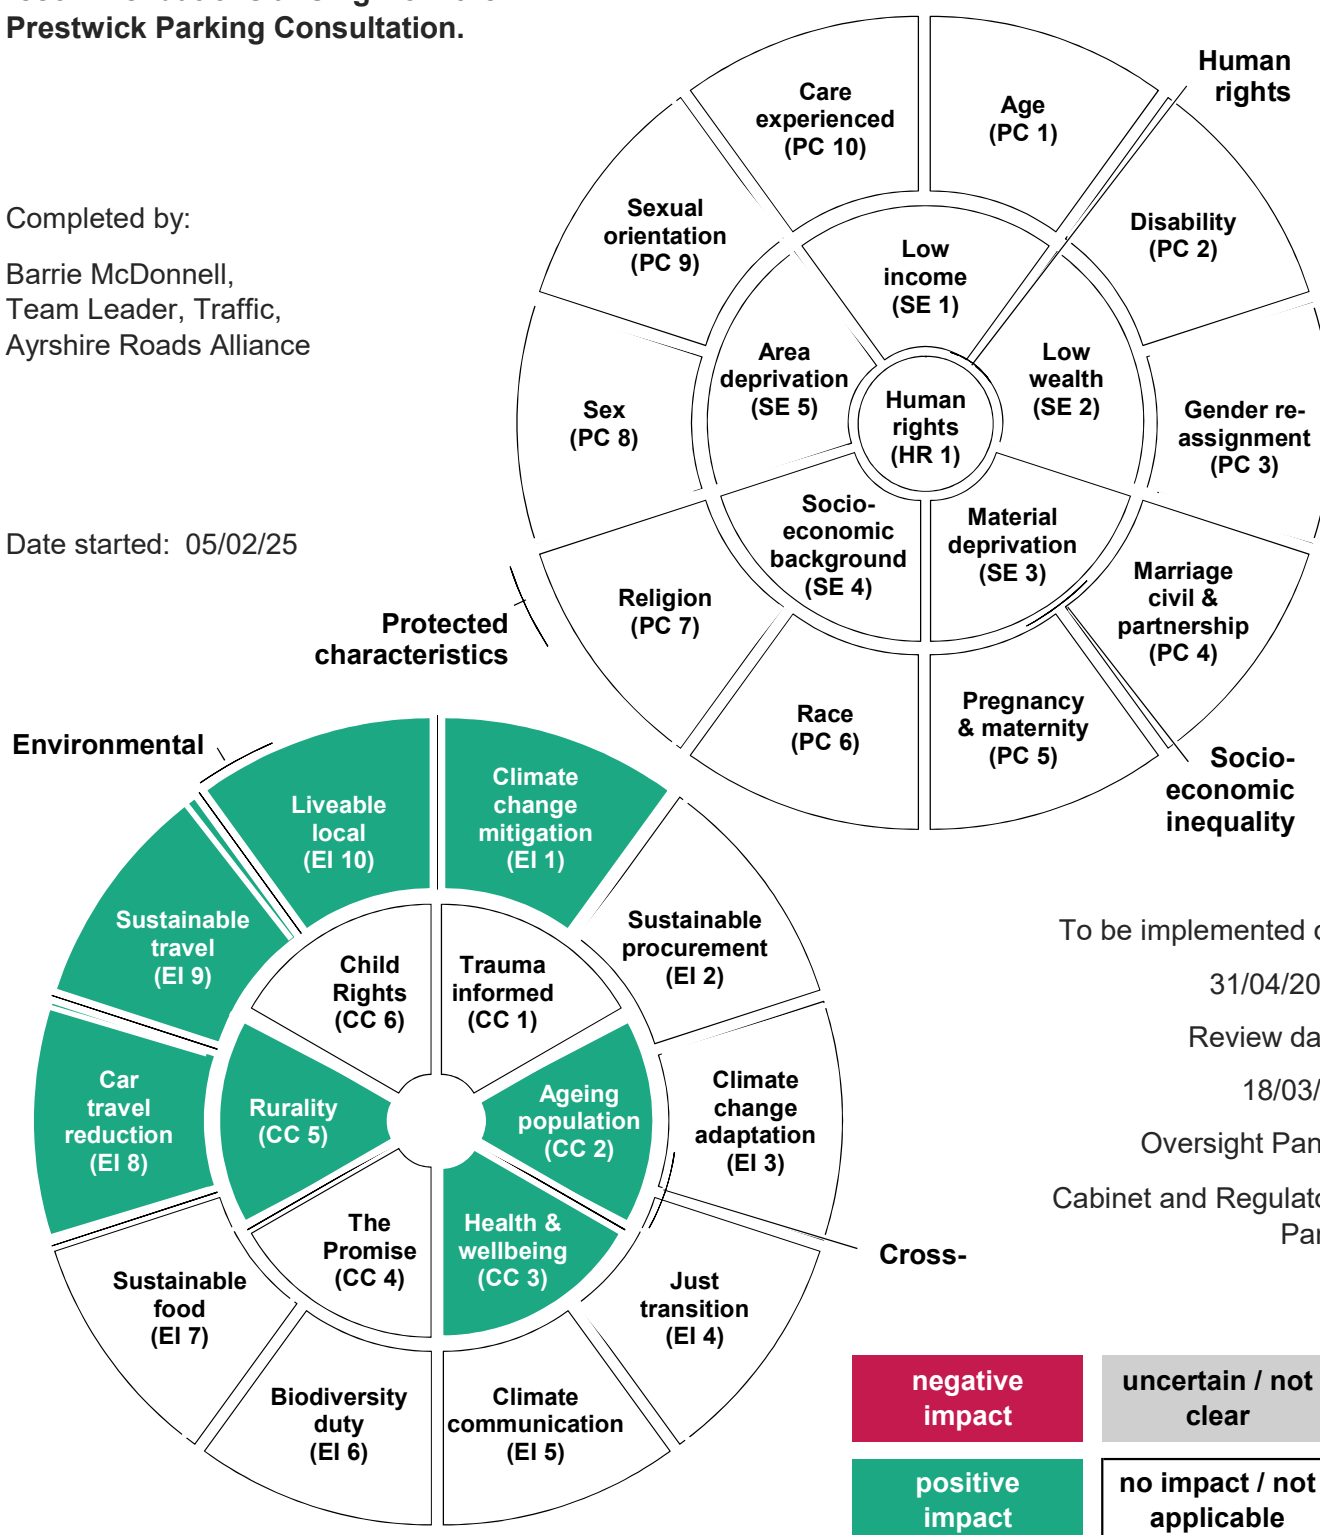 Prestwick Parking Consultation.
Completed by:
Barrie McDonnell,
Team Leader, Traffic,
Ayrshire Roads Alliance
Date started: 05/02/25
Human
rights
Care
experienced
(PC 10)
Age
(PC 1)
Disability
(PC 2)
Gender re-
assignment
(PC 3)
Marriage
civil &
partnership
(PC 4)
Pregnancy
& maternity
(PC 5)
Race
(PC 6)
Religion
(PC 7)
Sex
(PC 8)
Sexual
orientation
(PC 9)
Low
income
(SE 1)
Low
wealth
(SE 2)
Material
deprivation
(SE 3)
Socio-
economic
background
(SE 4)
Area
deprivation
(SE 5)
Human
rights
(HR 1)
Protected
characteristics
Socio-
economic
inequality
Environmental
Climate
change
mitigation
(EI 1)
Sustainable
procurement
(EI 2)
Climate
change
adaptation
(EI 3)
Just
transition
(EI 4)
Climate
communication
(EI 5)
Biodiversity
duty
(EI 6)
Sustainable
food
(EI 7)
Car
travel
reduction
(EI 8)
Sustainable
travel
(EI 9)
Liveable
local
(EI 10)
Trauma
informed
(CC 1)
Ageing
population
(CC 2)
Health &
wellbeing
(CC 3)
The
Promise
(CC 4)
Rurality
(CC 5)
Child
Rights
(CC 6)
Cross-
To be implemented
31/04/20
Review da
18/03/
Oversight Pan
Cabinet and Regulato
Pan
negative
impact
uncertain / not
clear
positive
impact
no impact / not
applicable